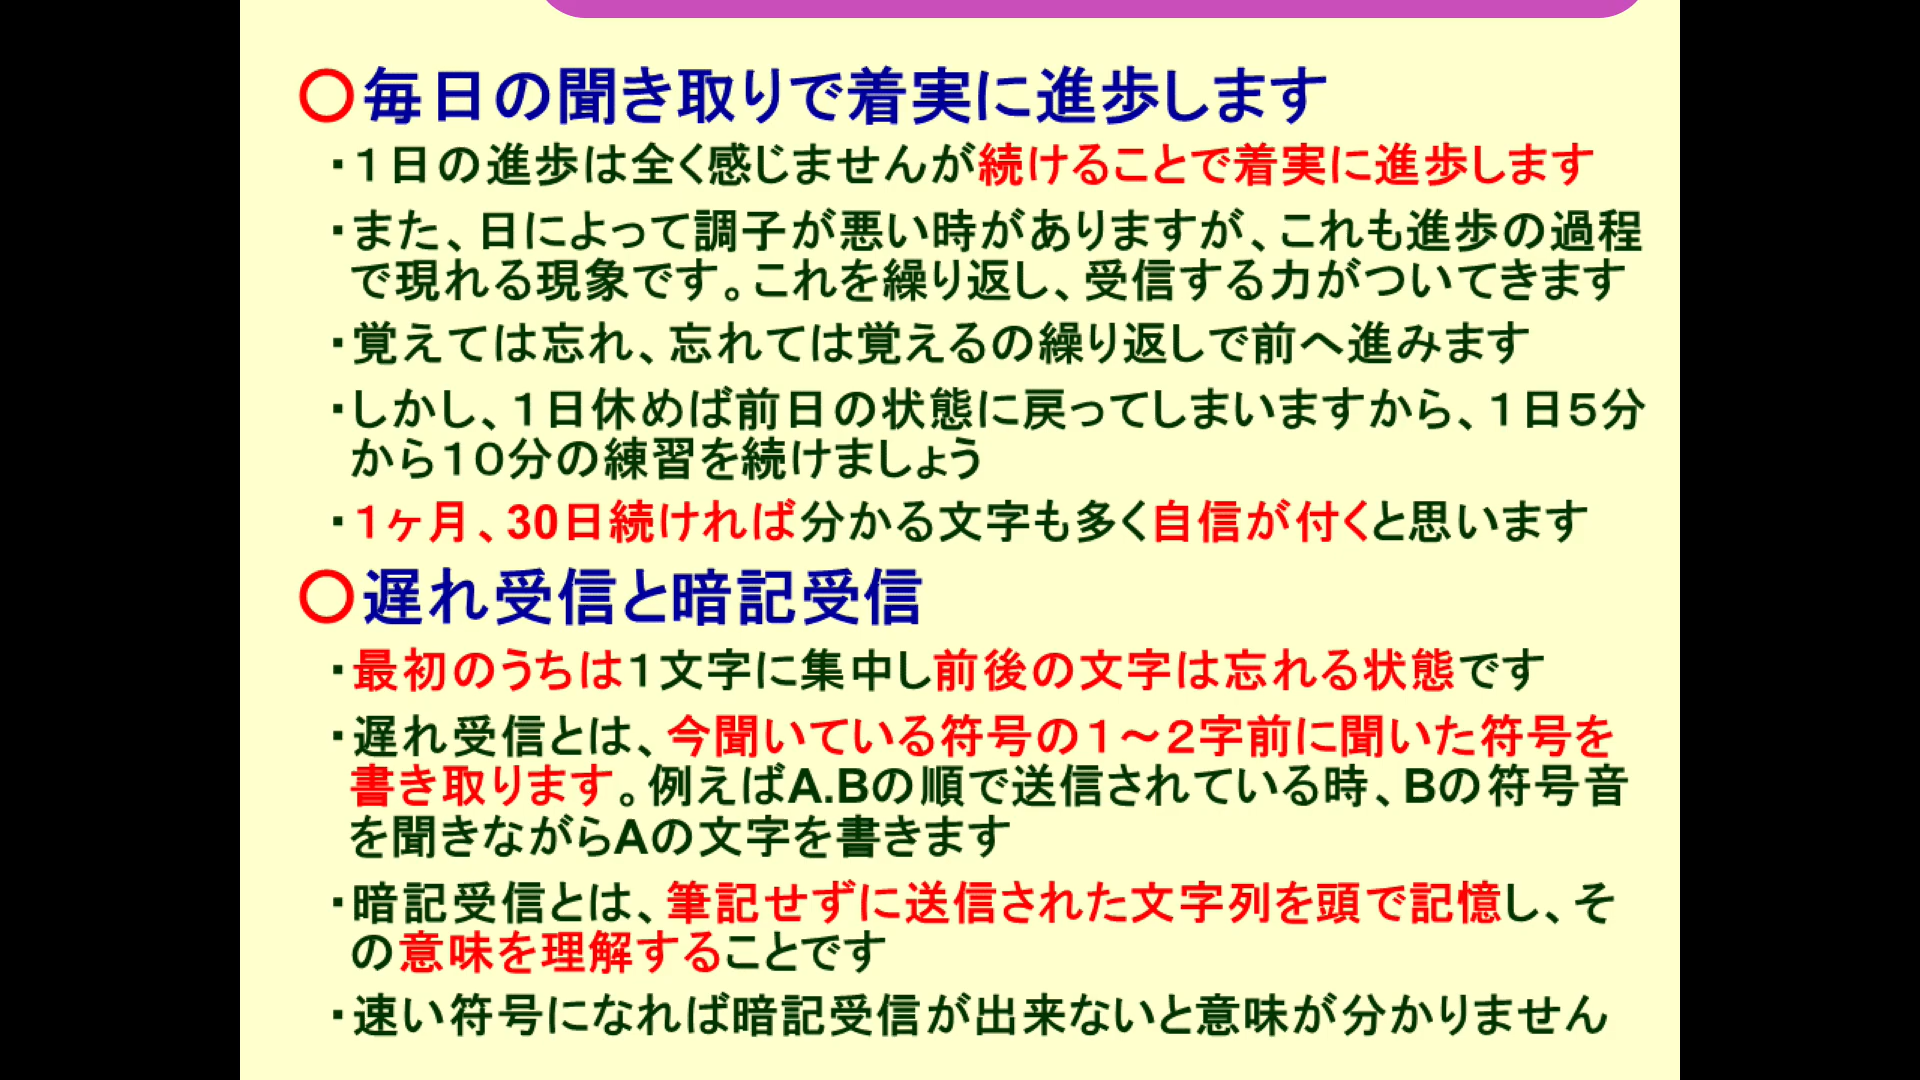 ○毎日の聞き取りで着実に進歩します
・１日の進歩は全く感じませんが続けることで着実に進歩します
・また、日によって調子が悪い時がありますが、これも進歩の過程
で現れる現象です。これを繰り返し、受信する力がついてきます
・覚えては忘れ、忘れては覚えるの繰り返しで前へ進みます
・しかし、１日休めば前日の状態に戻ってしまいますから、１日５分
から１０分の練習を続けましょう
・１ヶ月、30日続ければ分かる文字も多く自信が付くと思います
○遅れ受信と暗記受信
・最初のうちは１文字に集中し前後の文字は忘れる状態です
・遅れ受信とは、今聞いている符号の１～２字前に聞いた符号を
書き取ります。例えばA.Bの順で送信されている時、Bの符号音
を聞きながらAの文字を書きます
・暗記受信とは、筆記せずに送信された文字列を頭で記憶し、そ
の意味を理解することです
・速い符号になれば暗記受信が出来ないと意味が分かりません